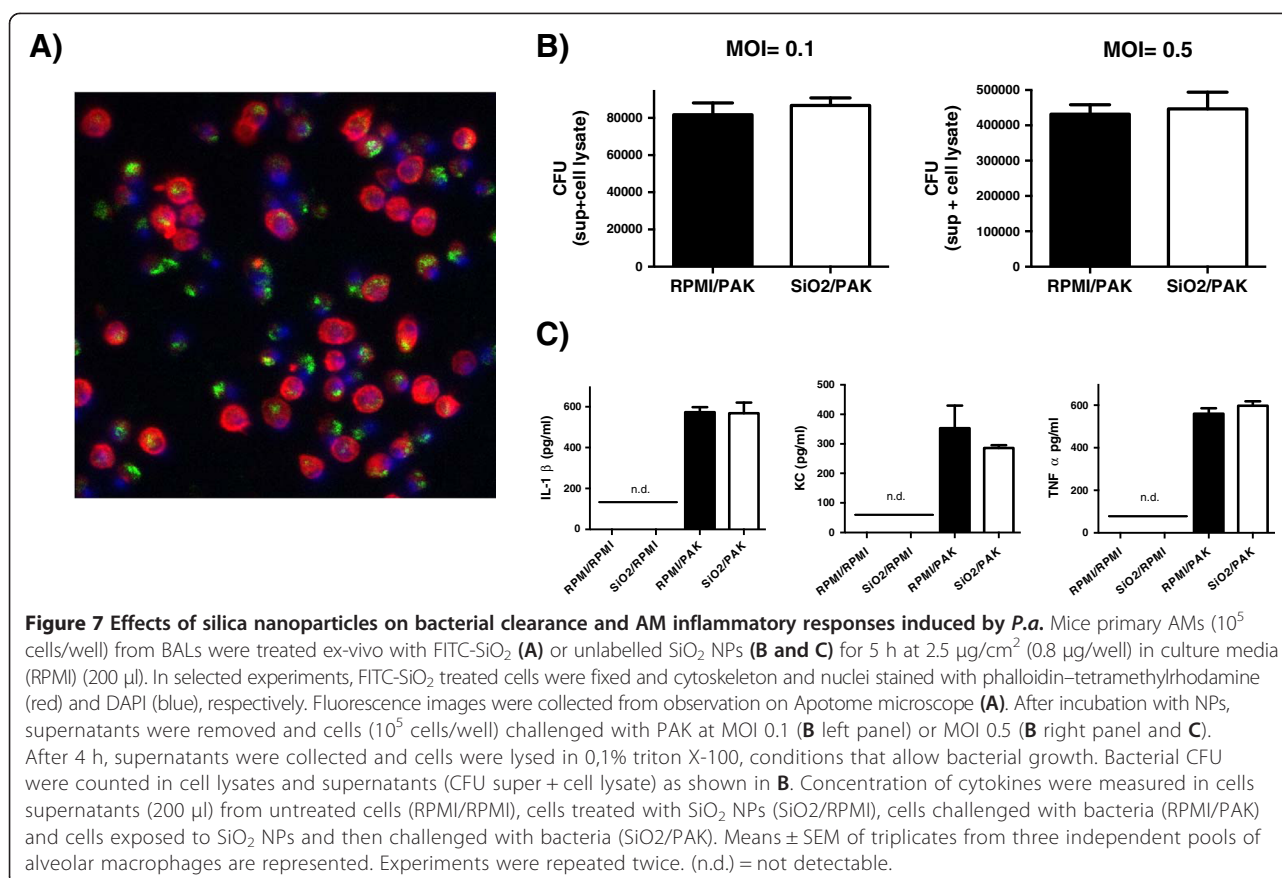 A)
B)
MOI= 0.1
MOI= 0.5
CFU
(sup+cell lysate)
80000
60000
40000
20000
0
RPMI/PAK
SiO2/PAK
CFU
(sup + cell lysate)
500000
400000
300000
200000
100000
0
RPMI/PAK
SiO2/PAK
C)
IL-1 β (pg/ml)
600
400
200
0
n.d.
RPMI/RPMI
SiO2/RPMI
RPMI/PAK
SiO2/PAK
KC (pg/ml)
500
400
300
200
100
0
n.d.
RPMI/RPMI
SiO2/RPMI
RPMI/PAK
SiO2/PAK
TNF α pg/ml)
600
400
200
0
n.d.
RPMI/RPMI
SiO2/RPMI
RPMI/PAK
SiO2/PAK
Figure 7 Effects of silica nanoparticles on bacterial clearance and AM inflammatory responses induced by P.a. Mice primary AMs (10⁵
cells/well) from BALs were treated ex-vivo with FITC-SiO₂ (A) or unlabelled SiO₂ NPs (B and C) for 5 h at 2.5 μg/cm² (0.8 μg/well) in culture media
(RPMI) (200 μl). In selected experiments, FITC-SiO₂ treated cells were fixed and cytoskeleton and nuclei stained with phalloidin–tetramethylrhodamine
(red) and DAPI (blue), respectively. Fluorescence images were collected from observation on Apotome microscope (A). After incubation with NPs,
supernatants were removed and cells (10⁵ cells/well) challenged with PAK at MOI 0.1 (B left panel) or MOI 0.5 (B right panel and C).
After 4 h, supernatants were collected and cells were lysed in 0,1% triton X-100, conditions that allow bacterial growth. Bacterial CFU
were counted in cell lysates and supernatants (CFU super + cell lysate) as shown in B. Concentration of cytokines were measured in cells
supernatants (200 μl) from untreated cells (RPMI/RPMI), cells treated with SiO₂ NPs (SiO2/RPMI), cells challenged with bacteria (RPMI/PAK)
and cells exposed to SiO₂ NPs and then challenged with bacteria (SiO2/PAK). Means ± SEM of triplicates from three independent pools of
alveolar macrophages are represented. Experiments were repeated twice. (n.d.) = not detectable.